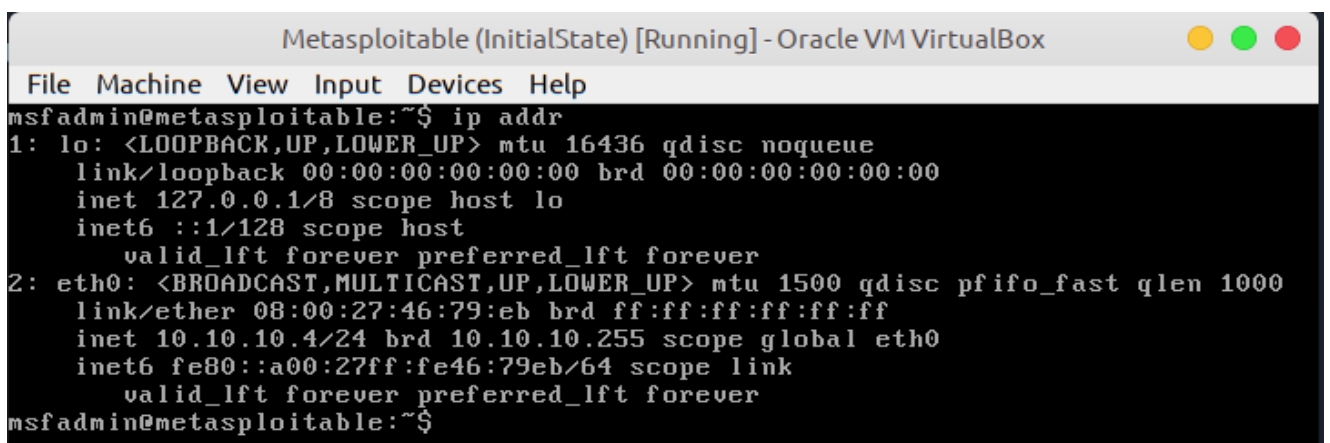 Metasploitable (InitialState) [Running] - Oracle VM VirtualBox
File Machine View Input Devices Help
msfadmin@metasploitable:~$ ip addr
1: lo: <LOOPBACK,UP,LOWER_UP> mtu 16436 qdisc noqueue
    link/loopback 00:00:00:00:00:00 brd 00:00:00:00:00:00
    inet 127.0.0.1/8 scope host lo
    inet6 ::1/128 scope host
       valid_lft forever preferred_lft forever
2: eth0: <BROADCAST,MULTICAST,UP,LOWER_UP> mtu 1500 qdisc pfifo_fast qlen 1000
    link/ether 08:00:27:46:79:eb brd ff:ff:ff:ff:ff:ff
    inet 10.10.10.4/24 brd 10.10.10.255 scope global eth0
    inet6 fe80::a00:27ff:fe46:79eb/64 scope link
       valid_lft forever preferred_lft forever
msfadmin@metasploitable:~$